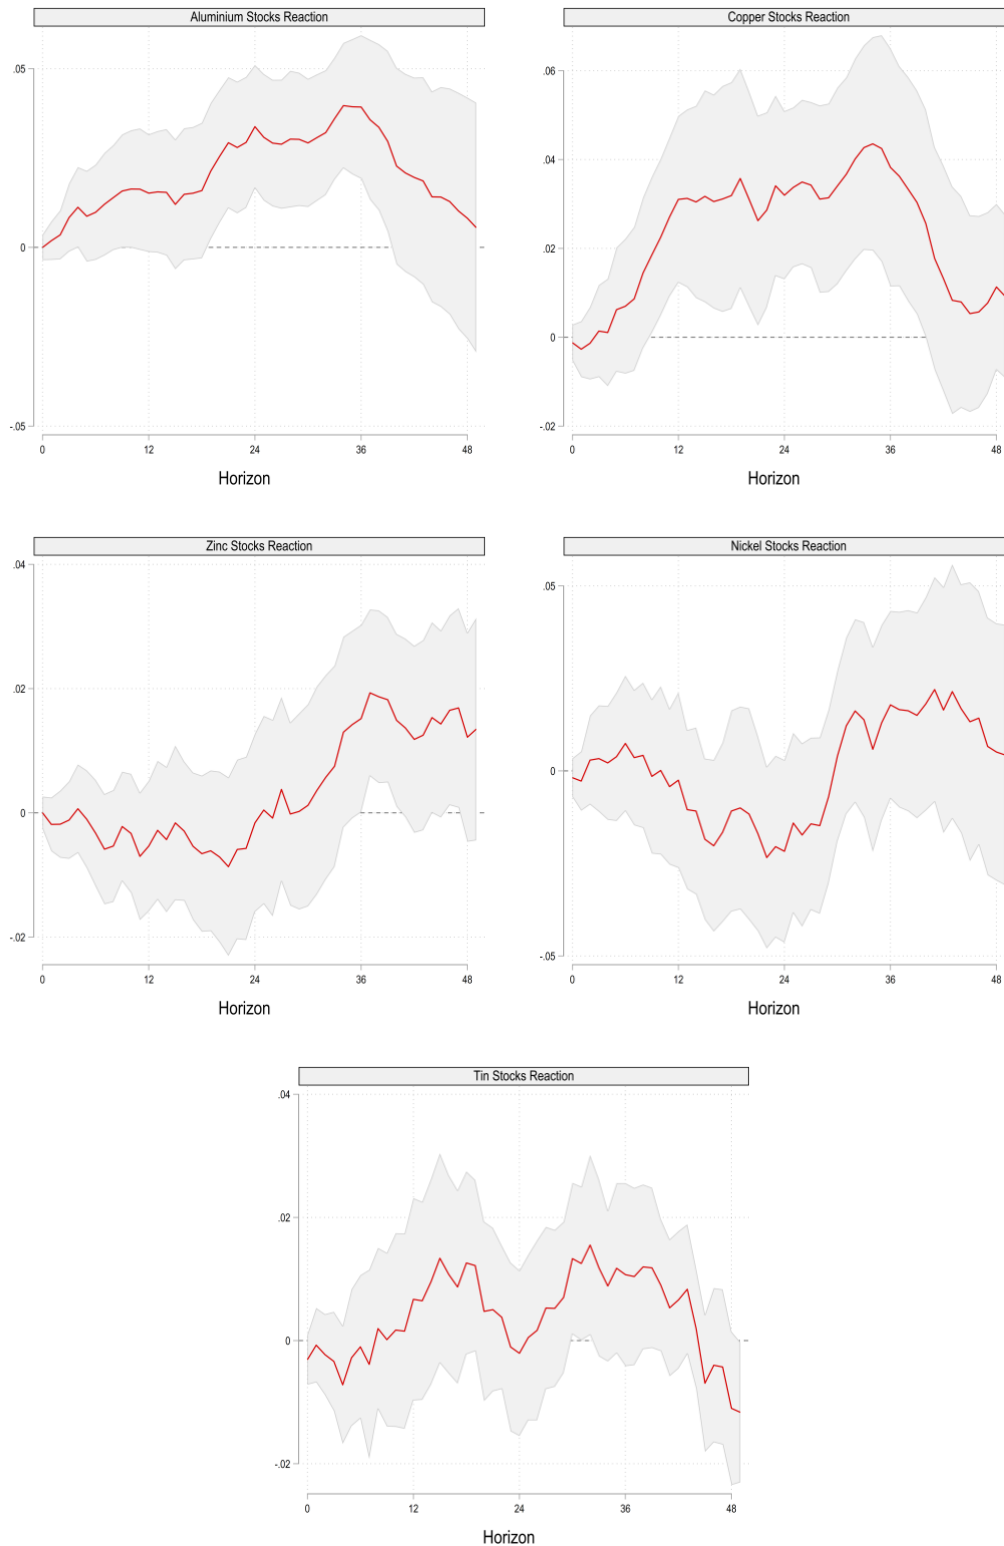 Aluminium Stocks Reaction
.05
0
-.05
0 12 24 36 48
Horizon
Copper Stocks Reaction
.06
.04
.02
0
-.02
0 12 24 36 48
Horizon
Zinc Stocks Reaction
.04
.02
0
-.02
0 12 24 36 48
Horizon
Nickel Stocks Reaction
.05
0
-.05
0 12 24 36 48
Horizon
Tin Stocks Reaction
.04
.02
0
-.02
0 12 24 36 48
Horizon